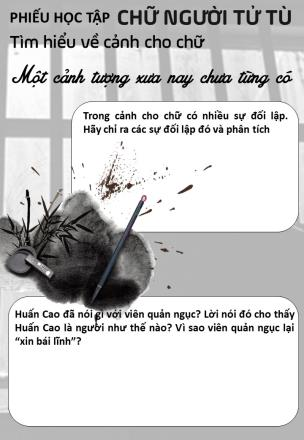 PHIẾU HỌC TẬP CHỮ NGƯỜI TỬ TÙ
Tìm hiểu về cảnh cho chữ
Một cảnh tượng xưa nay chưa từng có
Trong cảnh cho chữ có nhiều sự đối lập.
Hãy chỉ ra các sự đối lập đó và phân tích
Huấn Cao đã nói gì với viên quản ngục? Lời nói đó cho thấy
Huấn Cao là người như thế nào? Vì sao viên quản ngục lại
“xin bái lĩnh”?